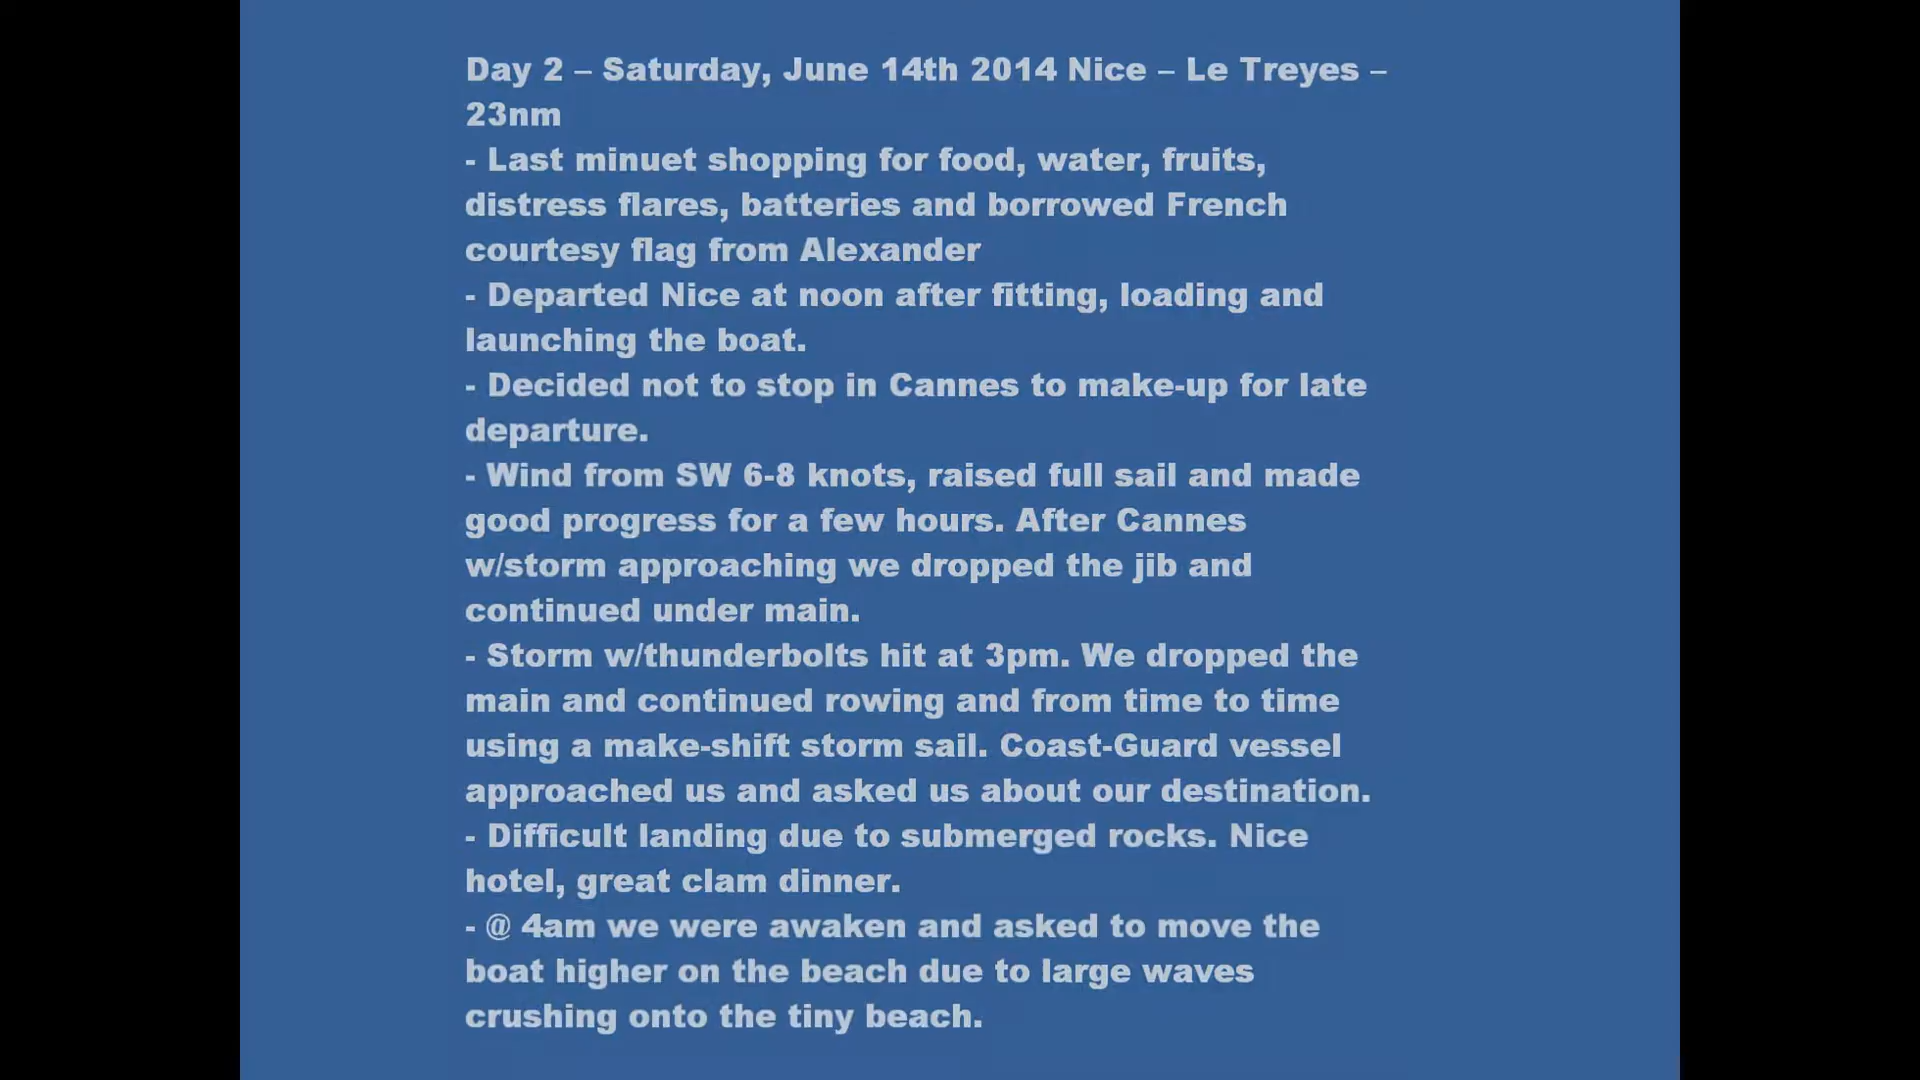 Day 2 – Saturday, June 14th 2014 Nice – Le Treyes –
23nm
- Last minuet shopping for food, water, fruits,
distress flares, batteries and borrowed French
courtesy flag from Alexander
- Departed Nice at noon after fitting, loading and
launching the boat.
- Decided not to stop in Cannes to make-up for late
departure.
- Wind from SW 6-8 knots, raised full sail and made
good progress for a few hours. After Cannes
w/storm approaching we dropped the jib and
continued under main.
- Storm w/thunderbolts hit at 3pm. We dropped the
main and continued rowing and from time to time
using a make-shift storm sail. Coast-Guard vessel
approached us and asked us about our destination.
- Difficult landing due to submerged rocks. Nice
hotel, great clam dinner.
- @ 4am we were awaken and asked to move the
boat higher on the beach due to large waves
crushing onto the tiny beach.